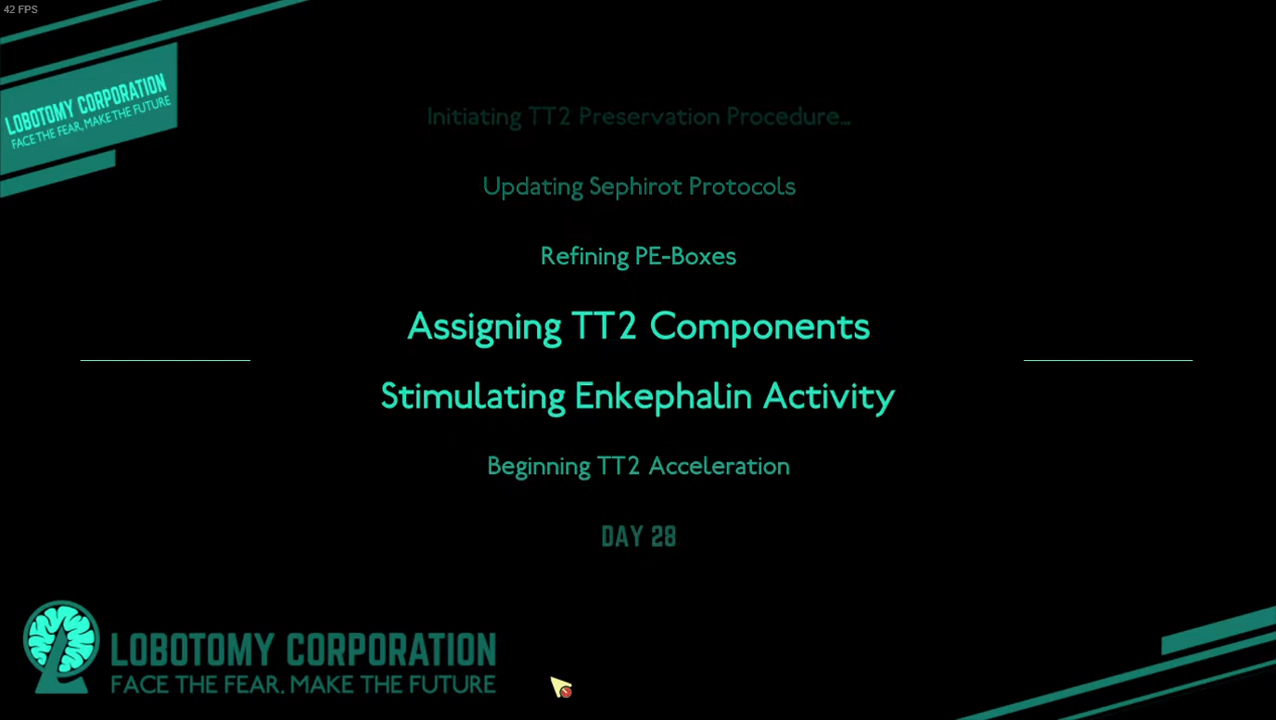 42 FPS
LOBOTOMY CORPORATION
FACE THE FEAR, MAKE THE FUTURE
Initiating TT2 Preservation Procedure...
Updating Sephirot Protocols
Refining PE-Boxes
Assigning TT2 Components
Stimulating Enkephalin Activity
Beginning TT2 Acceleration
DAY 28
LOBOTOMY CORPORATION
FACE THE FEAR, MAKE THE FUTURE